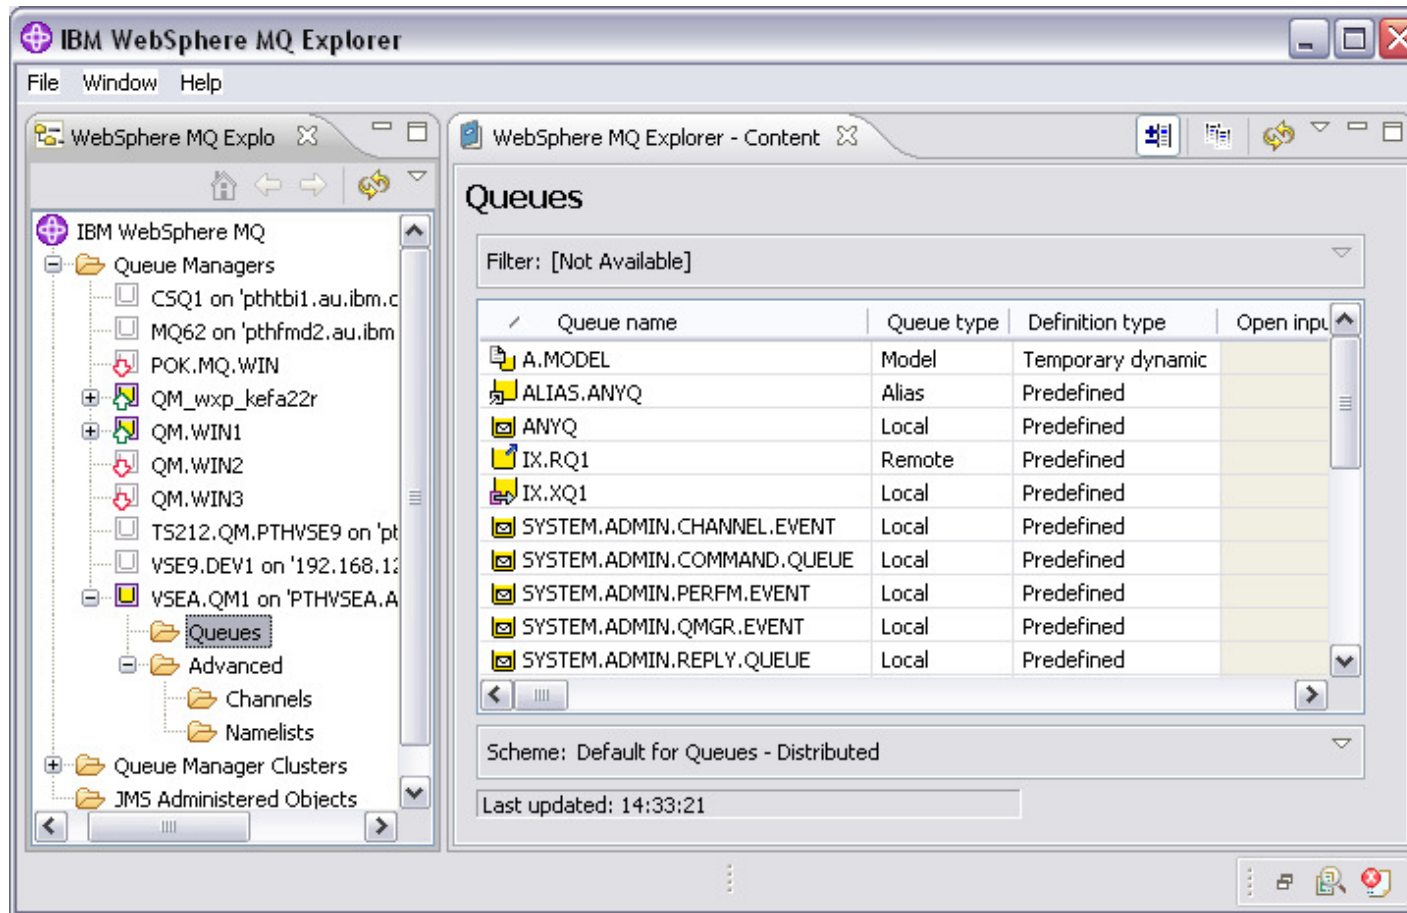 IBM WebSphere MQ Explorer
File Window Help
WebSphere MQ Explo
IBM WebSphere MQ
Queue Managers
CSQ1 on 'pthtbi1.au.ibm.c
MQ62 on 'pthfmd2.au.ibm
POK.MQ.WIN
QM_wxp_kefa22r
QM.WIN1
QM.WIN2
QM.WIN3
TS212.QM.PTHVSE9 on 'pt
VSE9.DEV1 on '192.168.12
VSEA.QM1 on 'PTHVSEA.A
Queues
Advanced
Channels
Namelists
Queue Manager Clusters
JMS Administered Objects
WebSphere MQ Explorer - Content
Queues
Filter: [Not Available]
Queue name Queue type Definition type Open inpu
A.MODEL Model Temporary dynamic
ALIAS.ANYQ Alias Predefined
ANYQ Local Predefined
IX.RQ1 Remote Predefined
IX.XQ1 Local Predefined
SYSTEM.ADMIN.CHANNEL.EVENT Local Predefined
SYSTEM.ADMIN.COMMAND.QUEUE Local Predefined
SYSTEM.ADMIN.PERFM.EVENT Local Predefined
SYSTEM.ADMIN.QMGR.EVENT Local Predefined
SYSTEM.ADMIN.REPLY.QUEUE Local Predefined
Scheme: Default for Queues - Distributed
Last updated: 14:33:21